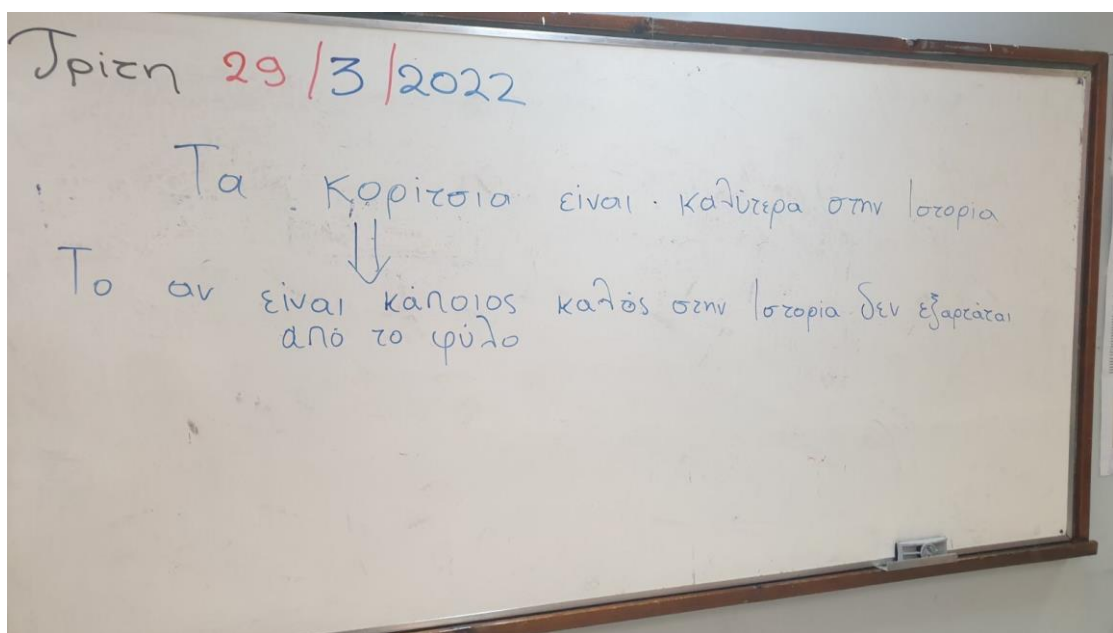 Τρίτη 29/3/2022
Τα κορίτσια είναι καλύτερα στην Ιστορία
Το αν είναι κάποιος καλός στην Ιστορία δεν εξαρτάται
από το φύλο